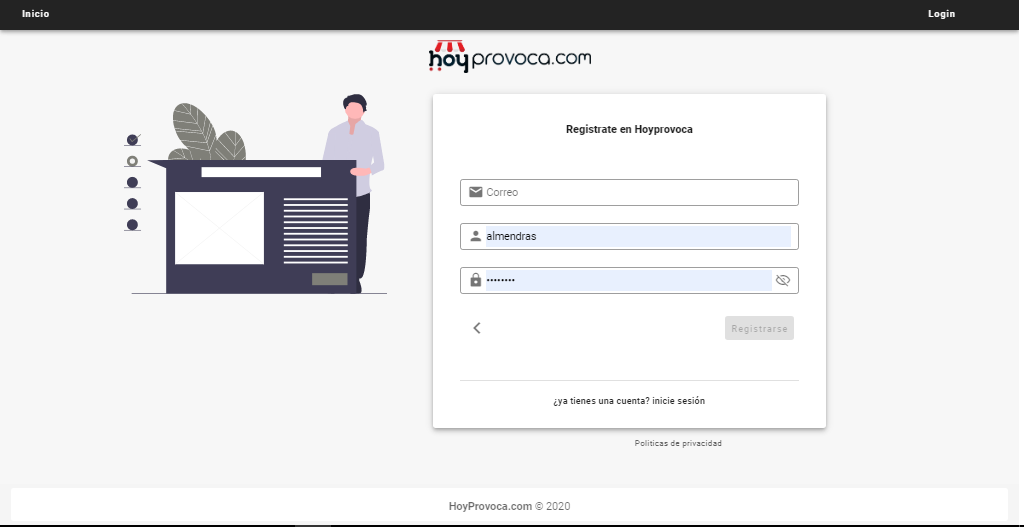 Inicio
Login
hoyprovoca.com
Registrate en Hoyprovoca
Correo
almendras
••••••••
Registrarse
¿ya tienes una cuenta? inicie sesión
Politicas de privacidad
HoyProvoca.com © 2020